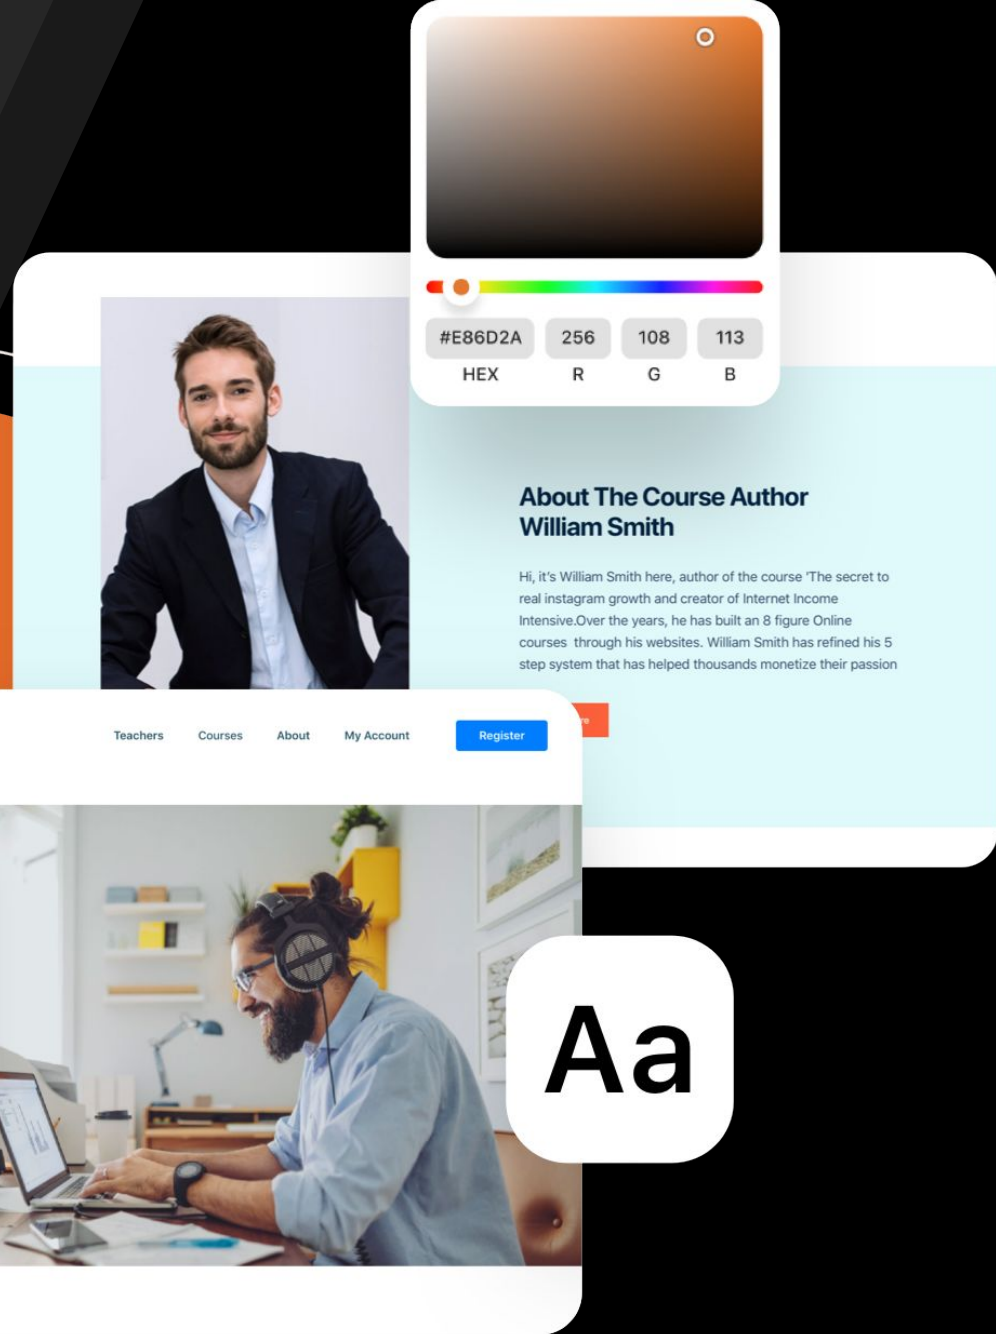 #E86D2A 256 108 113
HEX R G B
About The Course Author
William Smith
Hi, it's William Smith here, author of the course 'The secret to
real instagram growth and creator of Internet Income
Intensive.Over the years, he has built an 8 figure Online
courses through his websites. William Smith has refined his 5
step system that has helped thousands monetize their passion
Teachers Courses About My Account Register
Aa